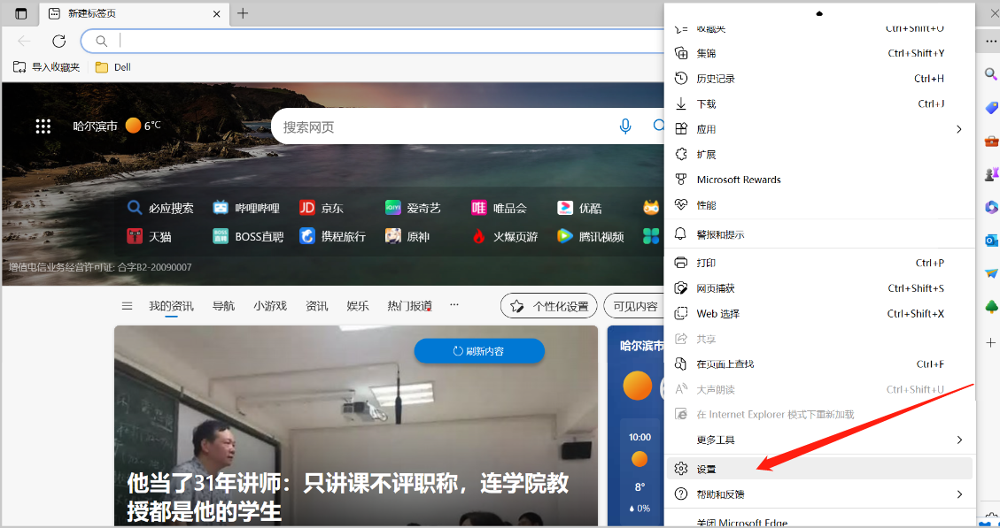 新建标签页
导入收藏夹
Dell
哈尔滨市
6°C
搜索网页
必应搜索
哔哩哔哩
JD
京东
爱奇艺
唯
唯品会
优酷
天猫
BOSS
直聘
BOSS直聘
携程旅行
原神
火爆页游
腾讯视频
增值电信业务经营许可证: 合字B2-20090007
我的资讯
导航
小游戏
资讯
娱乐
热门报道
···
个性化设置
可见内容
刷新内容
他当了31年讲师：只讲课不评职称，连学院教
授都是他的学生
哈尔滨市
10:00
8°
0%
收藏夹 Ctrl+Shift+O
集锦 Ctrl+Shift+Y
历史记录 Ctrl+H
下载 Ctrl+J
应用
扩展
Microsoft Rewards
性能
警报和提示
打印 Ctrl+P
网页捕获 Ctrl+Shift+S
Web 选择 Ctrl+Shift+X
共享
在页面上查找 Ctrl+F
大声朗读 Ctrl+Shift+U
在 Internet Explorer 模式下重新加载
更多工具
设置
帮助和反馈
关闭 Microsoft Edge